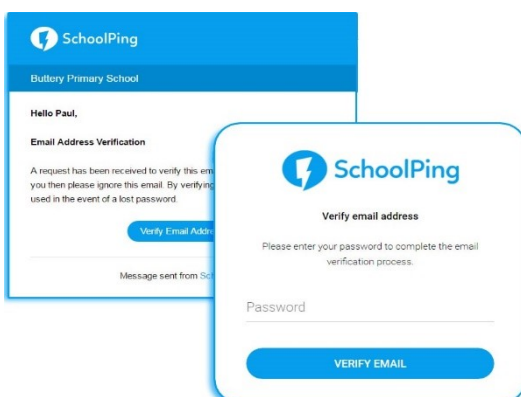 SchoolPing
Buttery Primary School
Hello Paul,
Email Address Verification
A request has been received to verify this em
you then please ignore this email. By verifying
used in the event of a lost password.
Verify Email Addre
Message sent from Sch
SchoolPing
Verify email address
Please enter your password to complete the email
verification process.
Password
VERIFY EMAIL